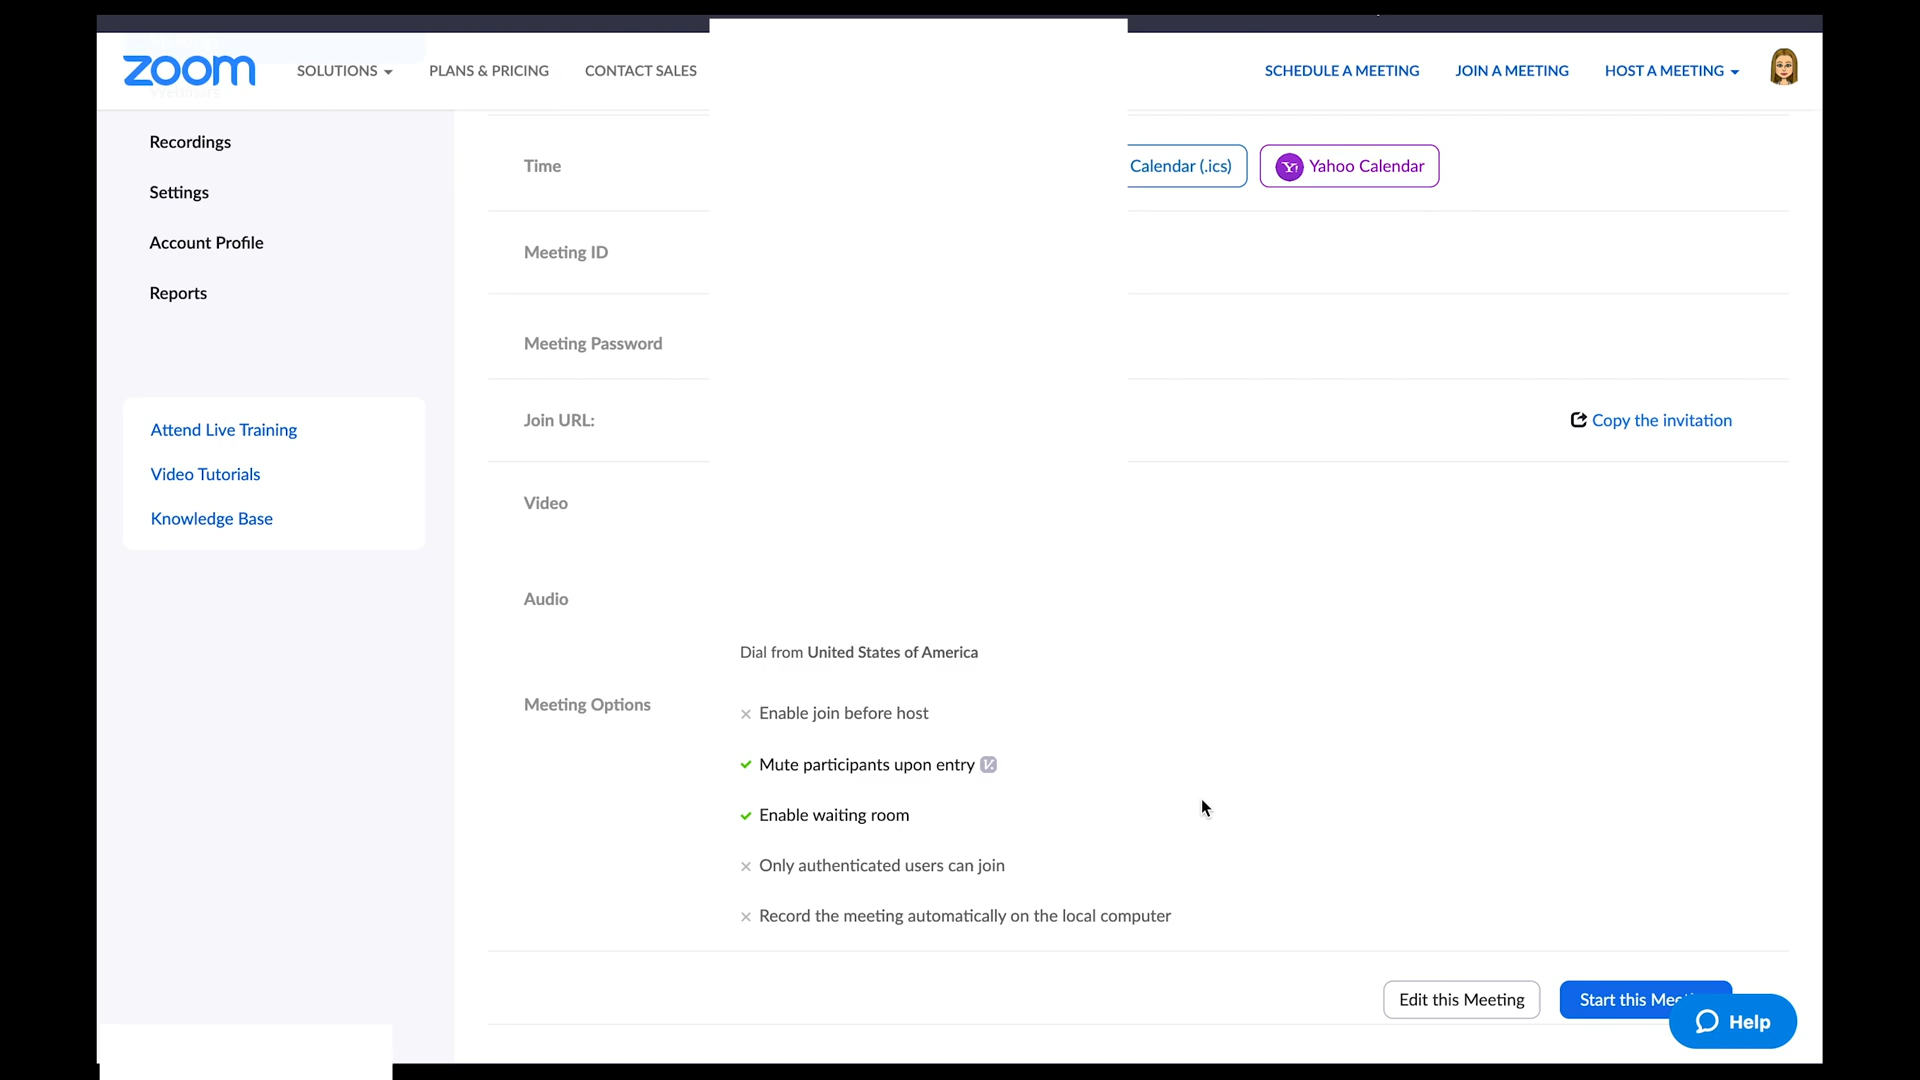 zoom SOLUTIONS PLANS & PRICING CONTACT SALES SCHEDULE A MEETING JOIN A MEETING HOST A MEETING
Recordings
Settings
Account Profile
Reports
Attend Live Training
Video Tutorials
Knowledge Base
Time Calendar (.ics) Yahoo Calendar
Meeting ID
Meeting Password
Join URL: Copy the invitation
Video
Audio
Dial from United States of America
Meeting Options
Enable join before host
Mute participants upon entry
Enable waiting room
Only authenticated users can join
Record the meeting automatically on the local computer
Edit this Meeting Start this
Help